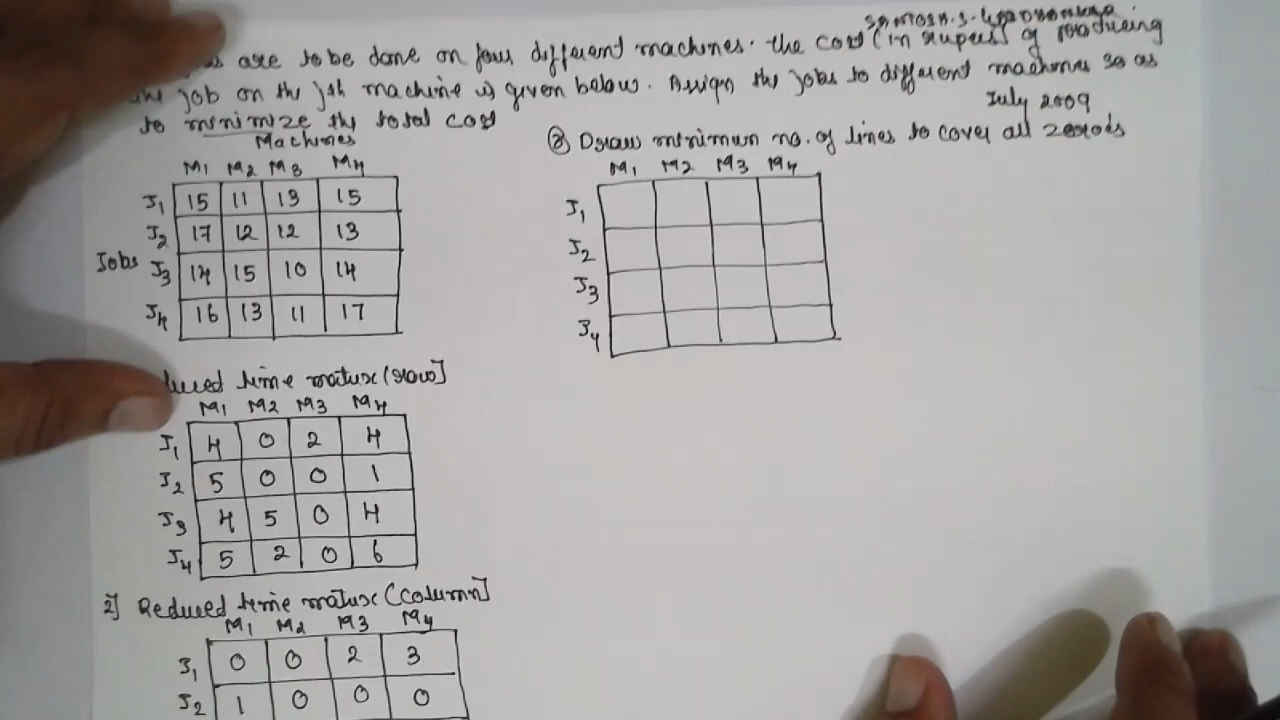 are to be done on four different machines. the cost (in rupees) of producing
job on the jth machine is given below. Assign the jobs to different machines so as
to minimize the total cost
July 2009
Machines
M1 M2 M3 M4
J1 15 11 13 15
J2 17 12 12 13
Jobs J3 14 15 10 14
J4 16 13 11 17
time matrix (row]
M1 M2 M3 M4
J1 4 0 2 4
J2 5 0 0 1
J3 4 5 0 4
J4 5 2 0 6
2] Reduced time matrix (column]
M1 M2 M3 M4
J1 0 0 2 3
J2 1 0 0 0
③ Draw minimum no. of lines to cover all zero's
M1 M2 M3 M4
J1
J2
J3
J4